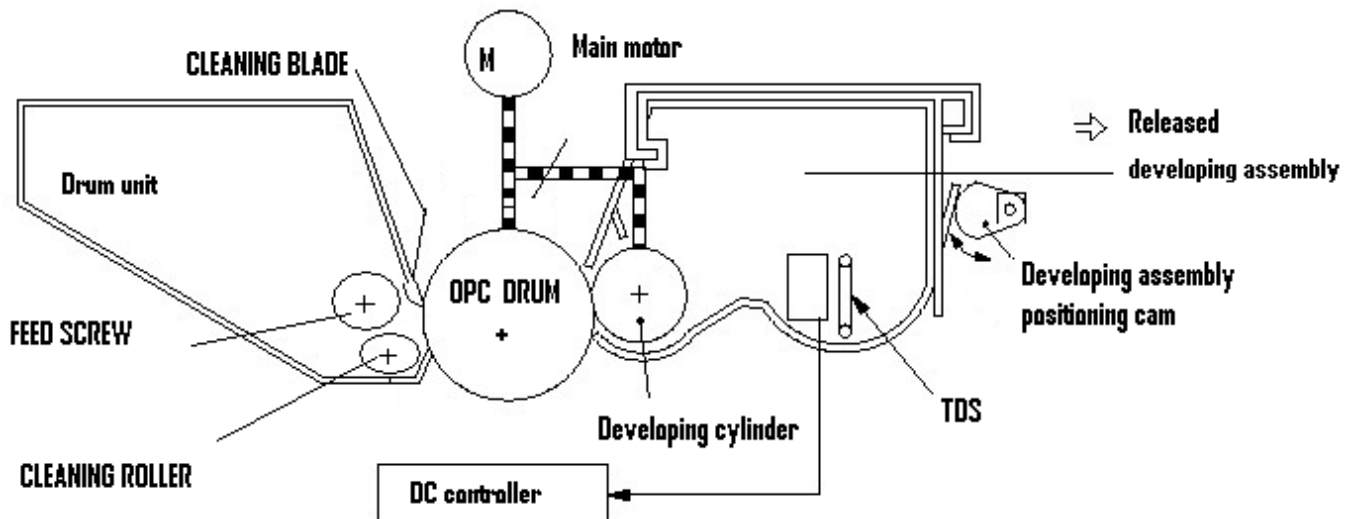 M
Main motor
CLEANING BLADE
Released
Drum unit
developing assembly
OPC DRUM
Developing assembly
positioning cam
FEED SCREW
TDS
Developing cylinder
CLEANING ROLLER
DC controller